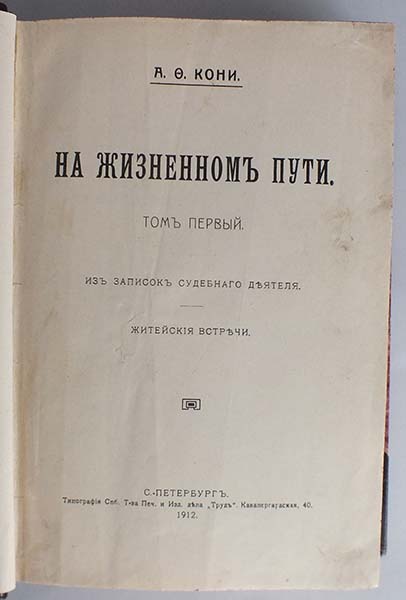 А. Ѳ. КОНИ.
НА ЖИЗНЕННОМЪ ПУТИ.
ТОМЪ ПЕРВЫЙ.
ИЗЪ ЗАПИСОКЪ СУДЕБНАГО ДѢЯТЕЛЯ.
ЖИТЕЙСКІЯ ВСТРѢЧИ.
С.-ПЕТЕРБУРГЪ.
Типографія Спб. Т-ва Печ. и Изд. дѣла „Трудъ". Кавалергардская, 40.
1912.